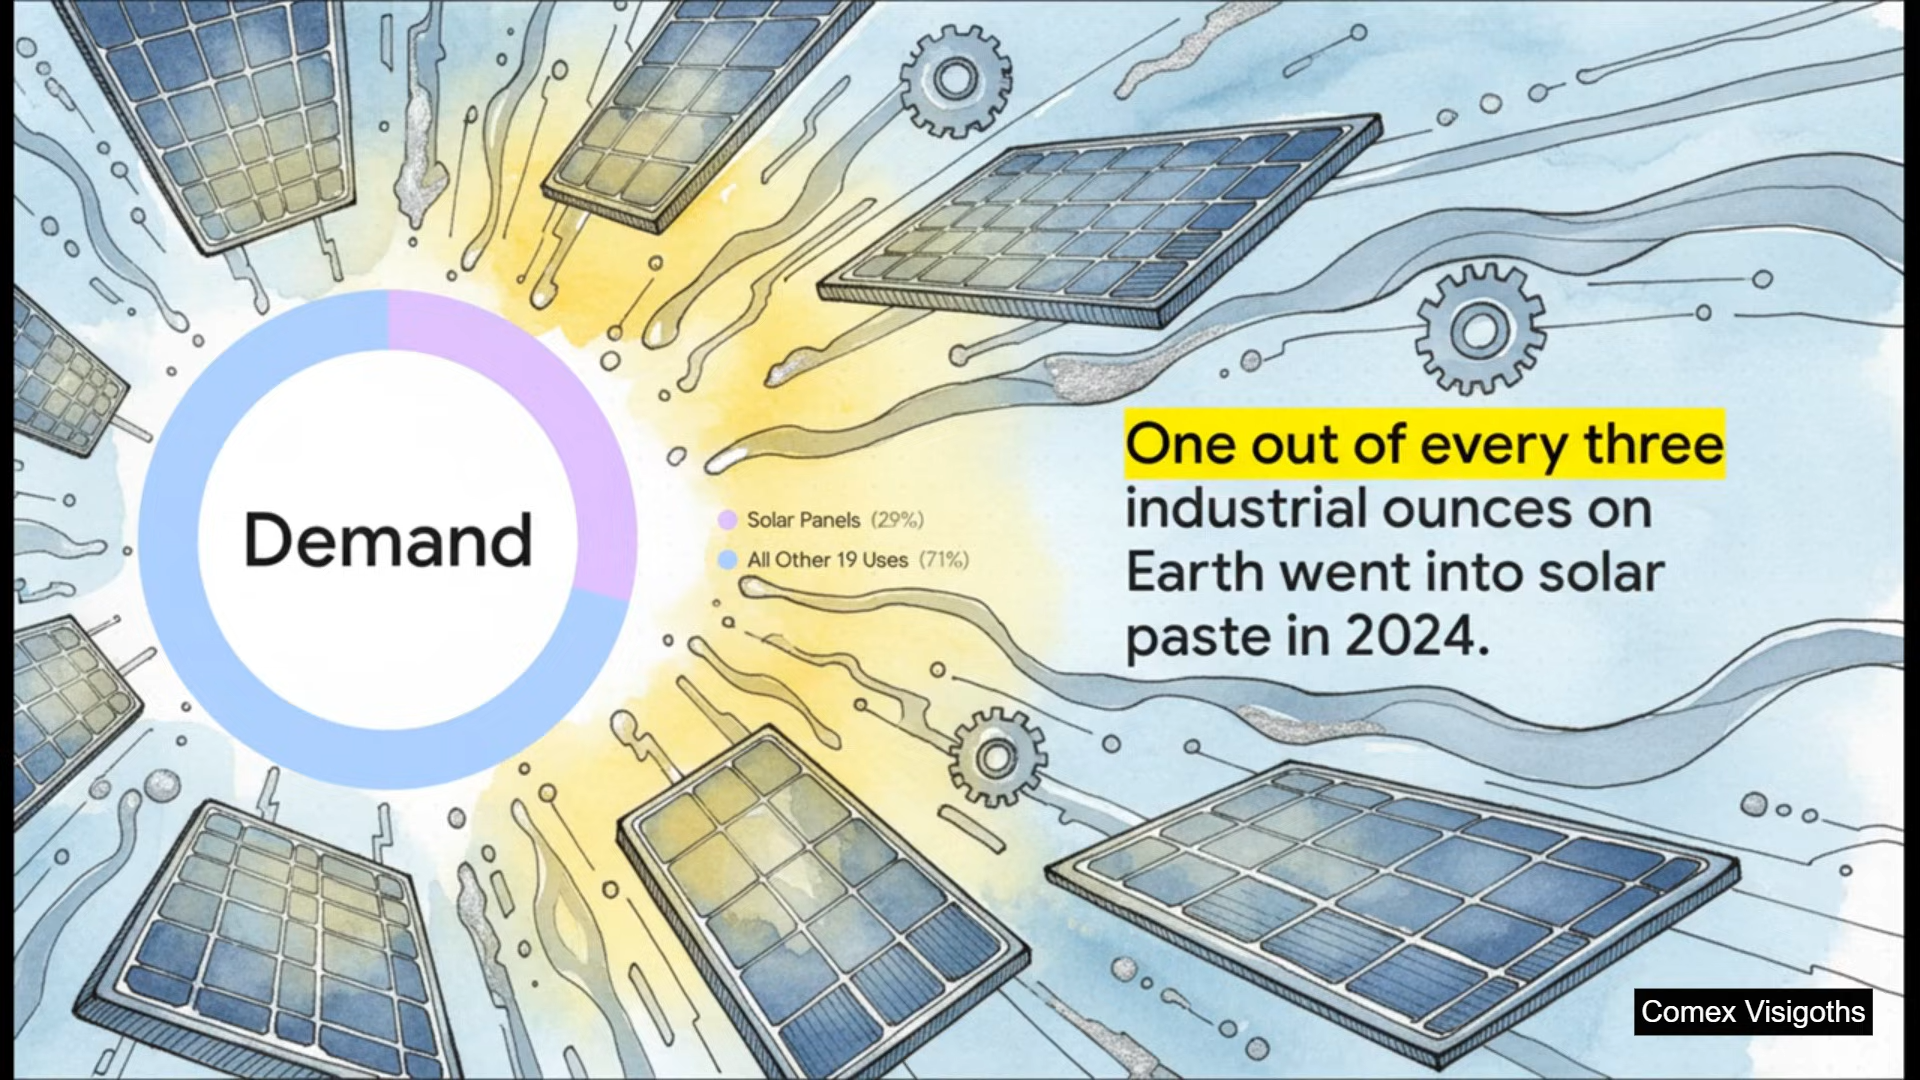 Demand
Solar Panels (29%)
All Other 19 Uses (71%)
One out of every three
industrial ounces on
Earth went into solar
paste in 2024.
Comex Visigoths